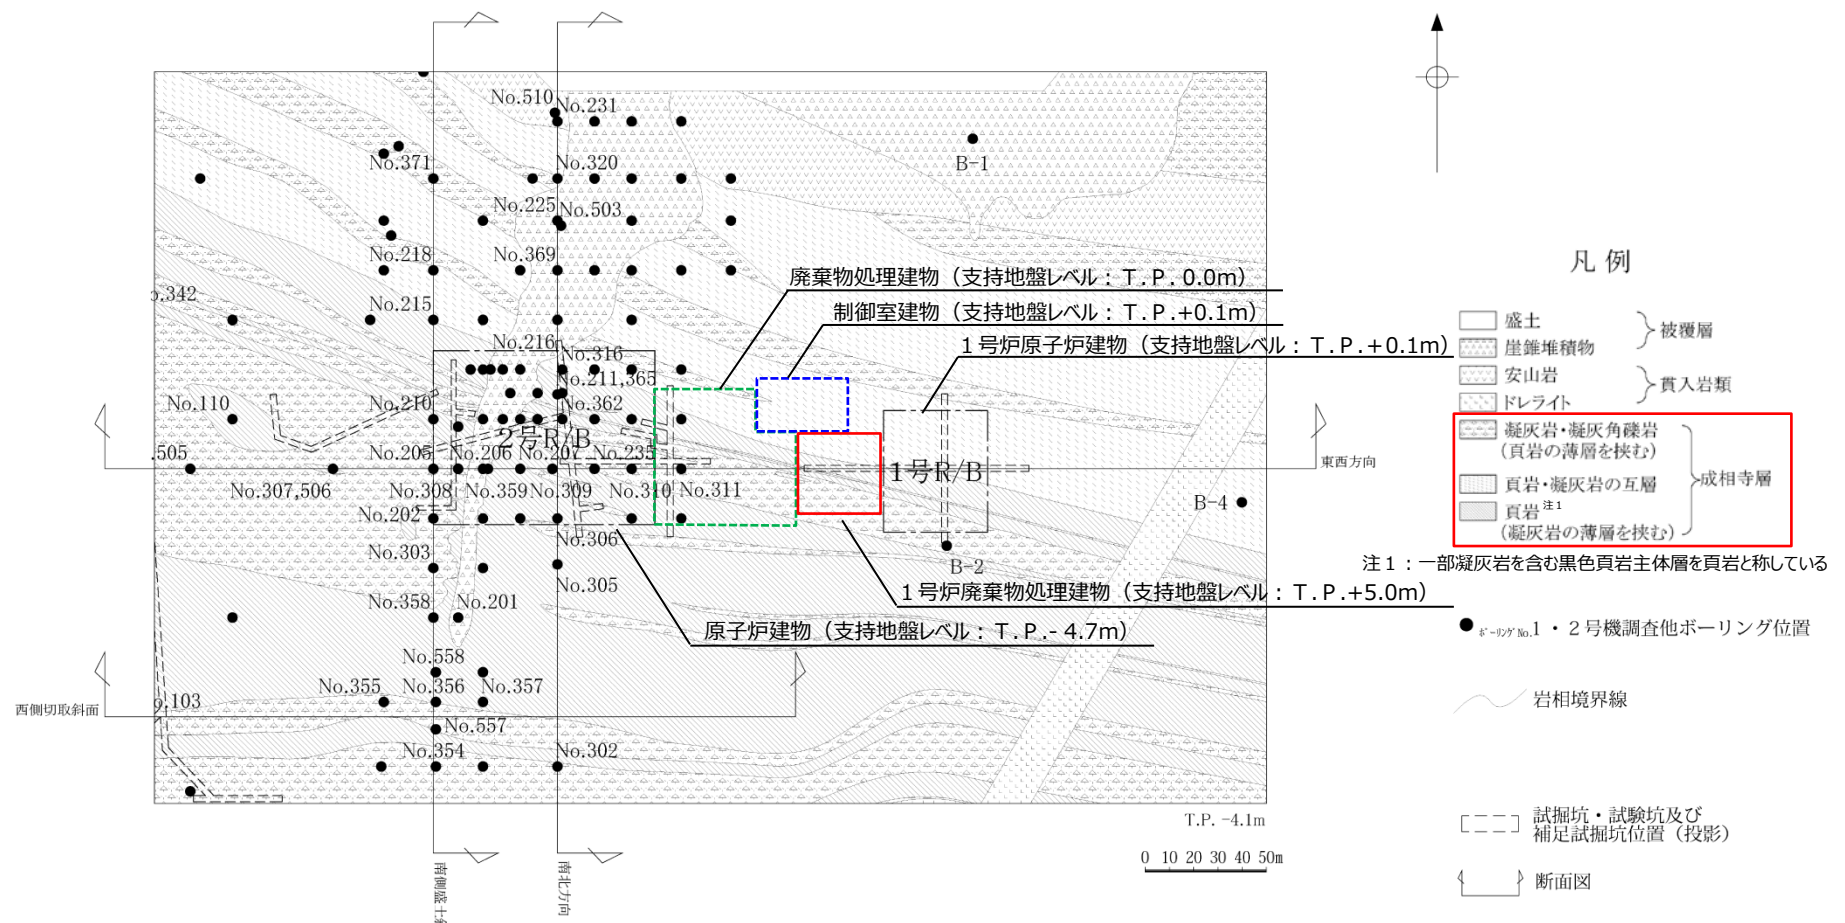 No.510
No.231
No.371
No.320
B-1
No.225
No.503
No.218
No.369
廃棄物処理建物（支持地盤レベル：T.P. 0.0m）
.342
No.215
制御室建物（支持地盤レベル：T.P.+0.1m）
No.216
No.316
１号炉原子炉建物（支持地盤レベル：T.P.+0.1m）
No.211,365
No.110
No.210
No.362
２号R/B
.505
No.205
No.206
No.207
No.235
1号R/B
東西方向
No.307,506
No.308
No.359
No.309
No.310
No.311
B-4
No.202
No.303
No.306
B-2
No.305
１号炉廃棄物処理建物（支持地盤レベル：T.P.+5.0m）
No.358
No.201
原子炉建物（支持地盤レベル：T.P.- 4.7m）
No.558
No.355
No.356
No.357
.103
西側切取斜面
No.557
No.354
No.302
T.P. -4.1m
0 10 20 30 40 50m
南側盛土斜
南北方向
凡 例
盛土
崖錐堆積物
被覆層
安山岩
ドレライト
貫入岩類
凝灰岩・凝灰角礫岩
(頁岩の薄層を挟む)
頁岩・凝灰岩の互層
頁岩 注1
(凝灰岩の薄層を挟む)
成相寺層
注１：一部凝灰岩を含む黒色頁岩主体層を頁岩と称している
ボーリングNo.1・２号機調査他ボーリング位置
岩相境界線
試掘坑・試験坑及び
補足試掘坑位置（投影）
断面図